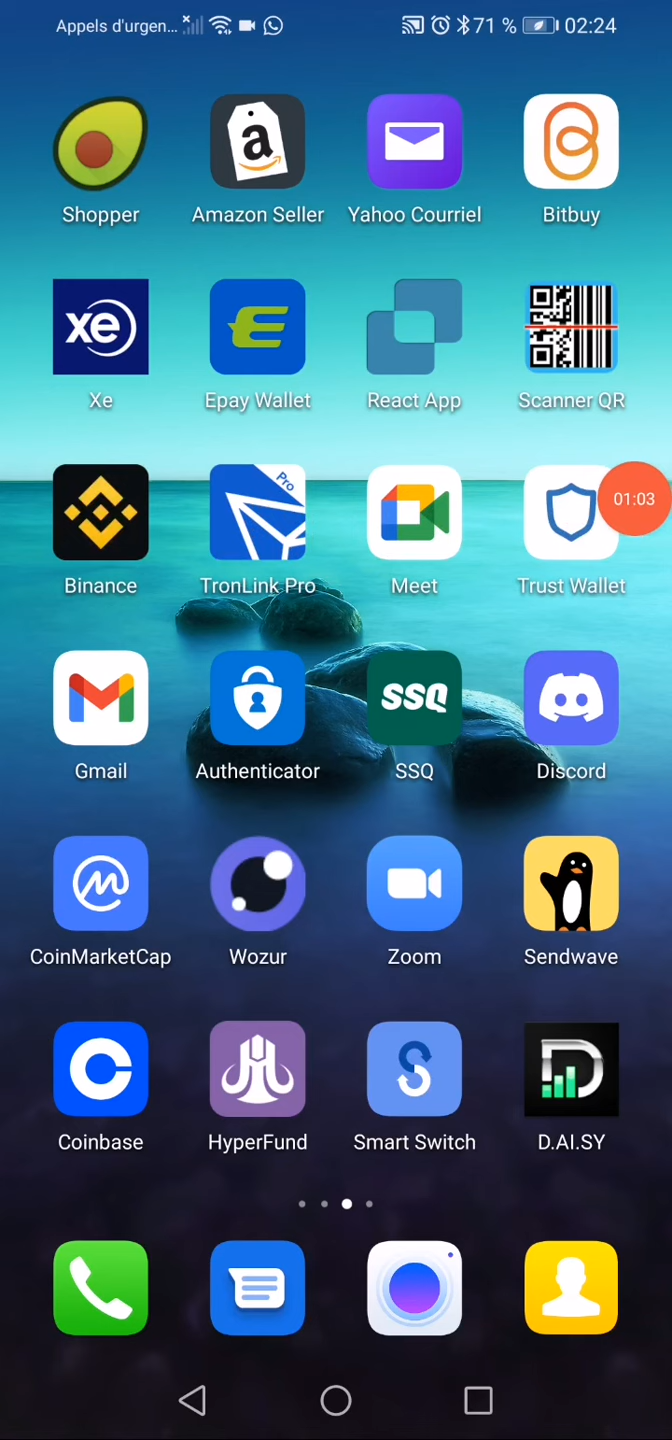 Appels d'urgen... 71 % 02:24
Shopper Amazon Seller Yahoo Courriel Bitbuy
xe
Xe Epay Wallet React App Scanner QR
Pro
01:03
Binance TronLink Pro Meet Trust Wallet
SSQ
Gmail Authenticator SSQ Discord
CoinMarketCap Wozur Zoom Sendwave
Coinbase HyperFund Smart Switch D.AI.SY